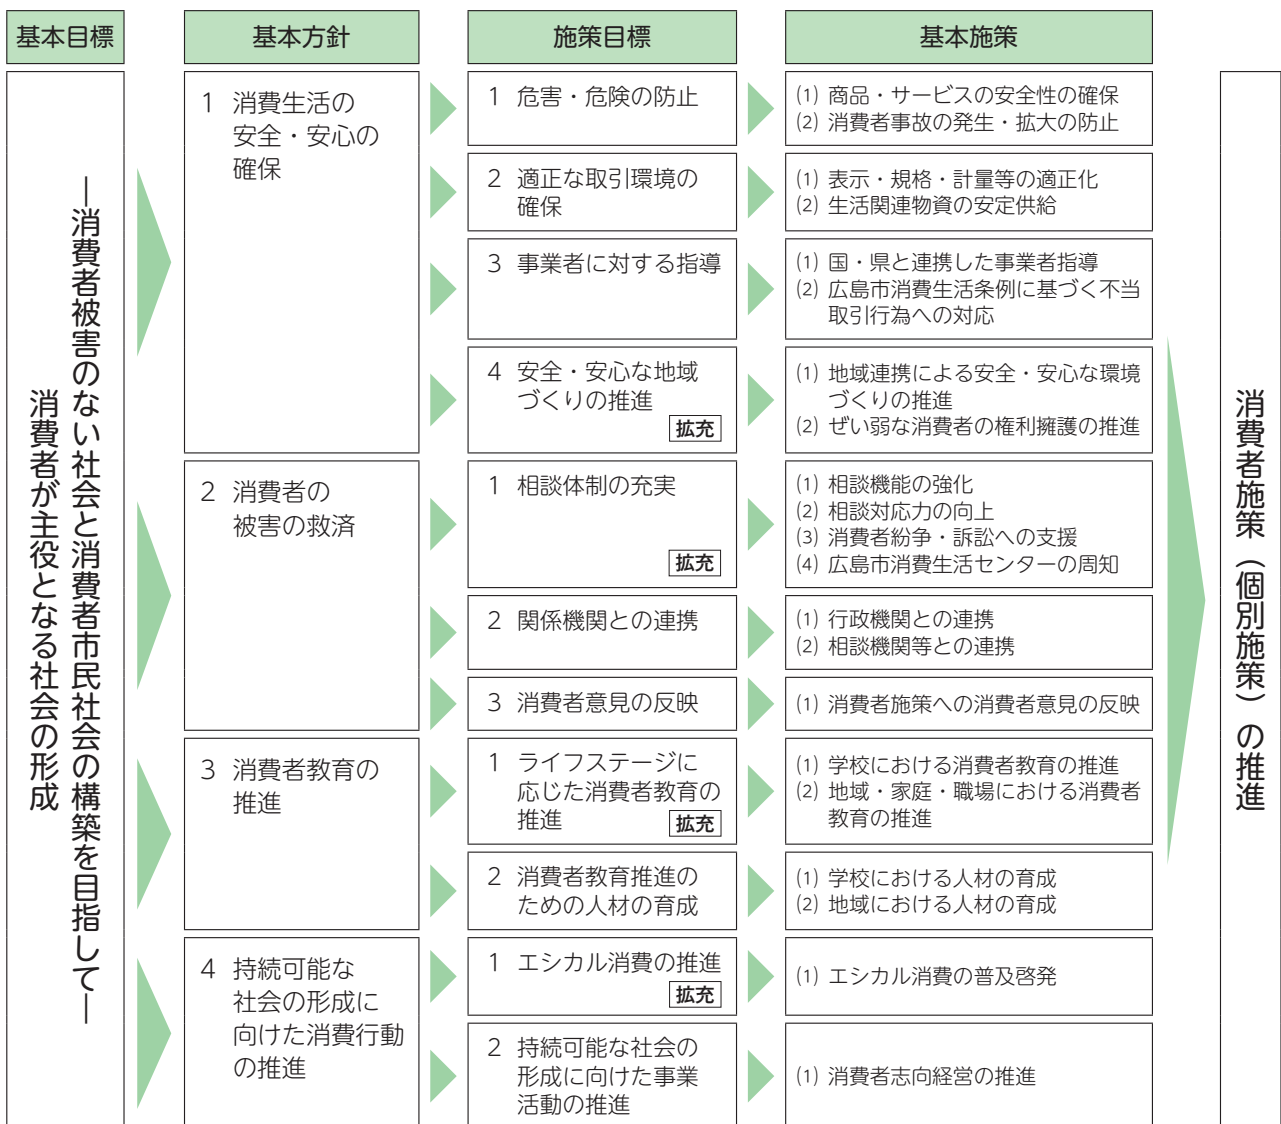 基本目標
基本方針
施策目標
基本施策
―消費者被害のない社会と消費者市民社会の構築を目指して―
消費者が主役となる社会の形成
1 消費生活の
安全・安心の
確保
1 危害・危険の防止
(1) 商品・サービスの安全性の確保
(2) 消費者事故の発生・拡大の防止
2 適正な取引環境の
確保
(1) 表示・規格・計量等の適正化
(2) 生活関連物資の安定供給
3 事業者に対する指導
(1) 国・県と連携した事業者指導
(2) 広島市消費生活条例に基づく不当
取引行為への対応
4 安全・安心な地域
づくりの推進
拡充
(1) 地域連携による安全・安心な環境
づくりの推進
(2) ぜい弱な消費者の権利擁護の推進
2 消費者の
被害の救済
1 相談体制の充実
拡充
(1) 相談機能の強化
(2) 相談対応力の向上
(3) 消費者紛争・訴訟への支援
(4) 広島市消費生活センターの周知
2 関係機関との連携
(1) 行政機関との連携
(2) 相談機関等との連携
3 消費者意見の反映
(1) 消費者施策への消費者意見の反映
3 消費者教育の
推進
1 ライフステージに
応じた消費者教育の
推進 拡充
(1) 学校における消費者教育の推進
(2) 地域・家庭・職場における消費者
教育の推進
2 消費者教育推進の
ための人材の育成
(1) 学校における人材の育成
(2) 地域における人材の育成
4 持続可能な
社会の形成に
向けた消費行動
の推進
1 エシカル消費の推進
拡充
(1) エシカル消費の普及啓発
2 持続可能な社会の
形成に向けた事業
活動の推進
(1) 消費者志向経営の推進
消費者施策（個別施策）の推進